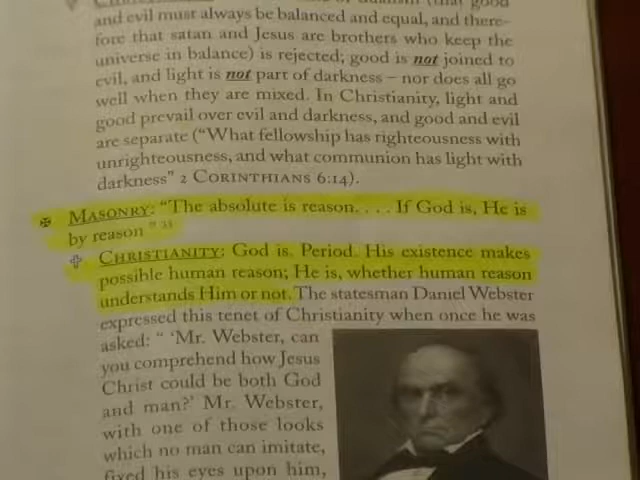 of dualism (that good
and evil must always be balanced and equal, and there-
fore that satan and Jesus are brothers who keep the
universe in balance) is rejected; good is not joined to
evil, and light is not part of darkness – nor does all go
well when they are mixed. In Christianity, light and
good prevail over evil and darkness, and good and evil
are separate (“What fellowship has righteousness with
unrighteousness, and what communion has light with
darkness” 2 CORINTHIANS 6:14).
MASONRY: “The absolute is reason. . . . If God is, He is
by reason ”
CHRISTIANITY: God is. Period. His existence makes
possible human reason; He is, whether human reason
understands Him or not. The statesman Daniel Webster
expressed this tenet of Christianity when once he was
asked: “ ‘Mr. Webster, can
you comprehend how Jesus
Christ could be both God
and man?’ Mr. Webster,
with one of those looks
which no man can imitate,
fixed his eyes upon him,